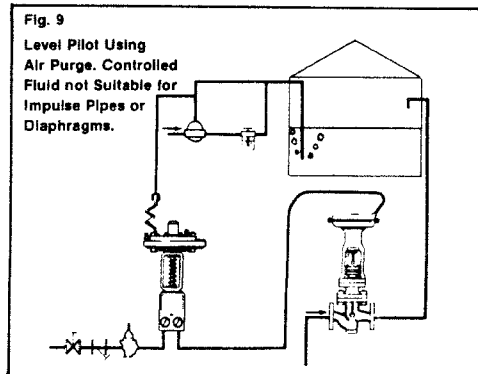 Fig. 9
Level Pilot Using
Air Purge. Controlled
Fluid not Suitable for
Impulse Pipes or
Diaphragms.